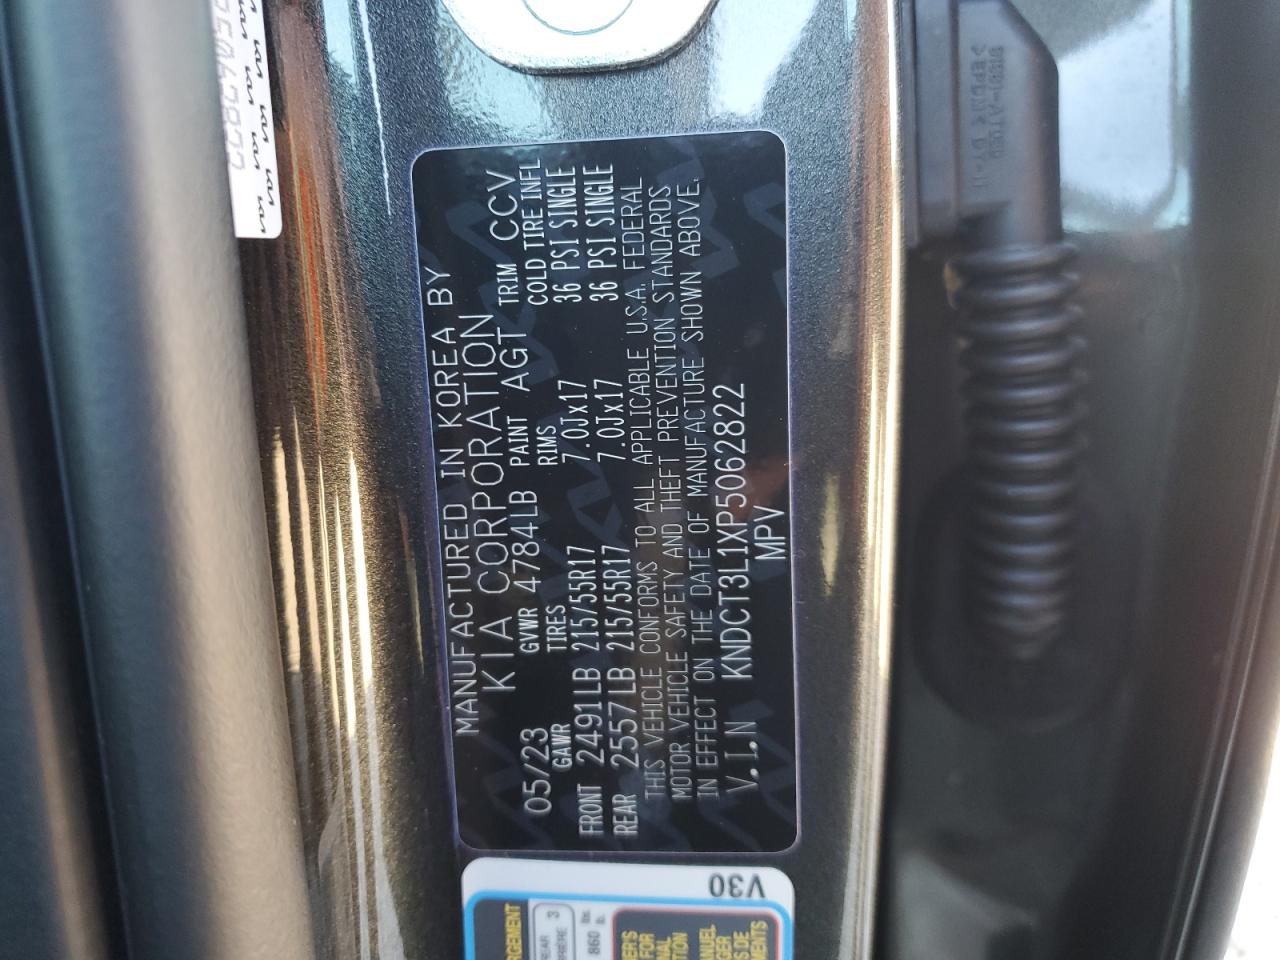 MANUFACTURED IN KOREA BY
KIA CORPORATION
05/23 GVWR 4784LB PAINT AGT TRIM CCV
GAWR TIRES RIMS COLD TIRE INFL
FRONT 2491LB 215/55R17 7.0Jx17 36 PSI SINGLE
REAR 2557LB 215/55R17 7.0Jx17 36 PSI SINGLE
THIS VEHICLE CONFORMS TO ALL APPLICABLE U.S.A. FEDERAL
MOTOR VEHICLE SAFETY AND THEFT PREVENTION STANDARDS
IN EFFECT ON THE DATE OF MANUFACTURE SHOWN ABOVE.
V.I.N KNDCT3L1XP5062822
MPV
V30
3
860